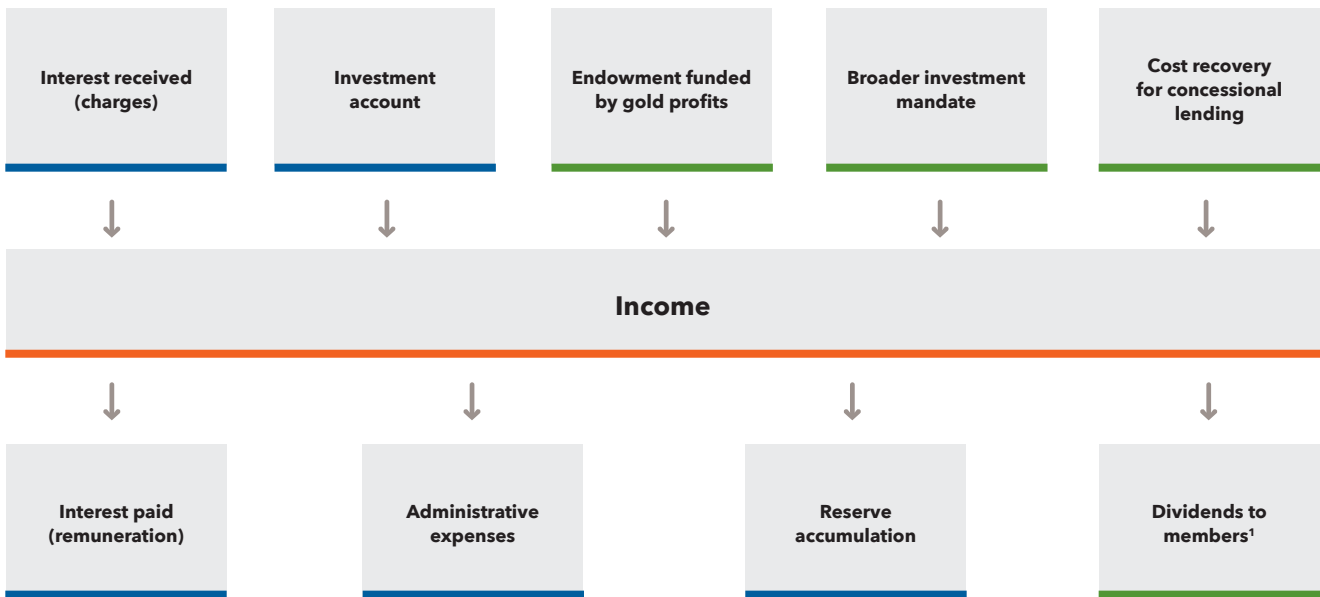 Interest received
(charges)
Investment
account
Endowment funded
by gold profits
Broader investment
mandate
Cost recovery
for concessional
lending
Income
Interest paid
(remuneration)
Administrative
expenses
Reserve
accumulation
Dividends to
members¹